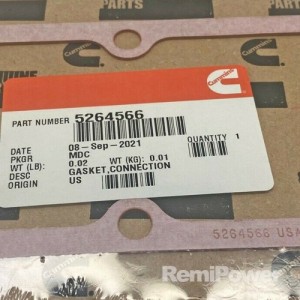 PARTS
Cummins
PART NUMBER 5264566
DATE 08-Sep-2021
QUANTITY 1
PKGR MDC
WT (LB): 0.02 WT (KG): 0.01
DESC GASKET,CONNECTION
ORIGIN US
5264566 USA
RemiPower